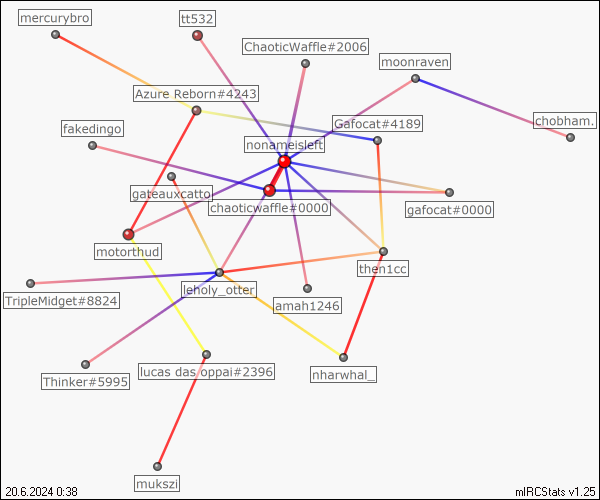 mercurybro
tt532
ChaoticWaffle#2006
moonraven
Azure Reborn#4243
chobham.
fakedingo
Gafocat#4189
nonameisleft
gateauxcatto
chaoticwaffle#0000
gafocat#0000
motorthud
then1cc
TripleMidget#8824
leholy_otter
amah1246
Thinker#5995
lucas das oppai#2396
nharwhal_
mukszi
20.6.2024 0:38
mIRCStats v1.25